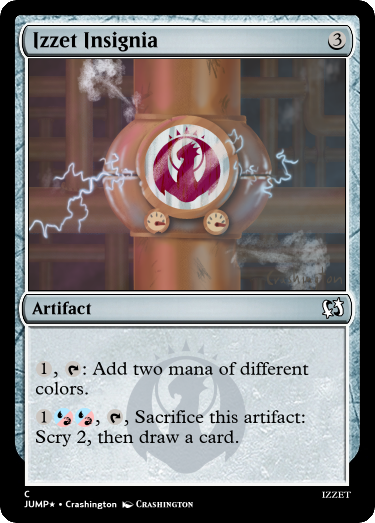 Izzet Insignia 3
Artifact
1, : Add two mana of different
colors.
1 , , Sacrifice this artifact:
Scry 2, then draw a card.
C
JUMP★ • Crashington CRASHINGTON
IZZET